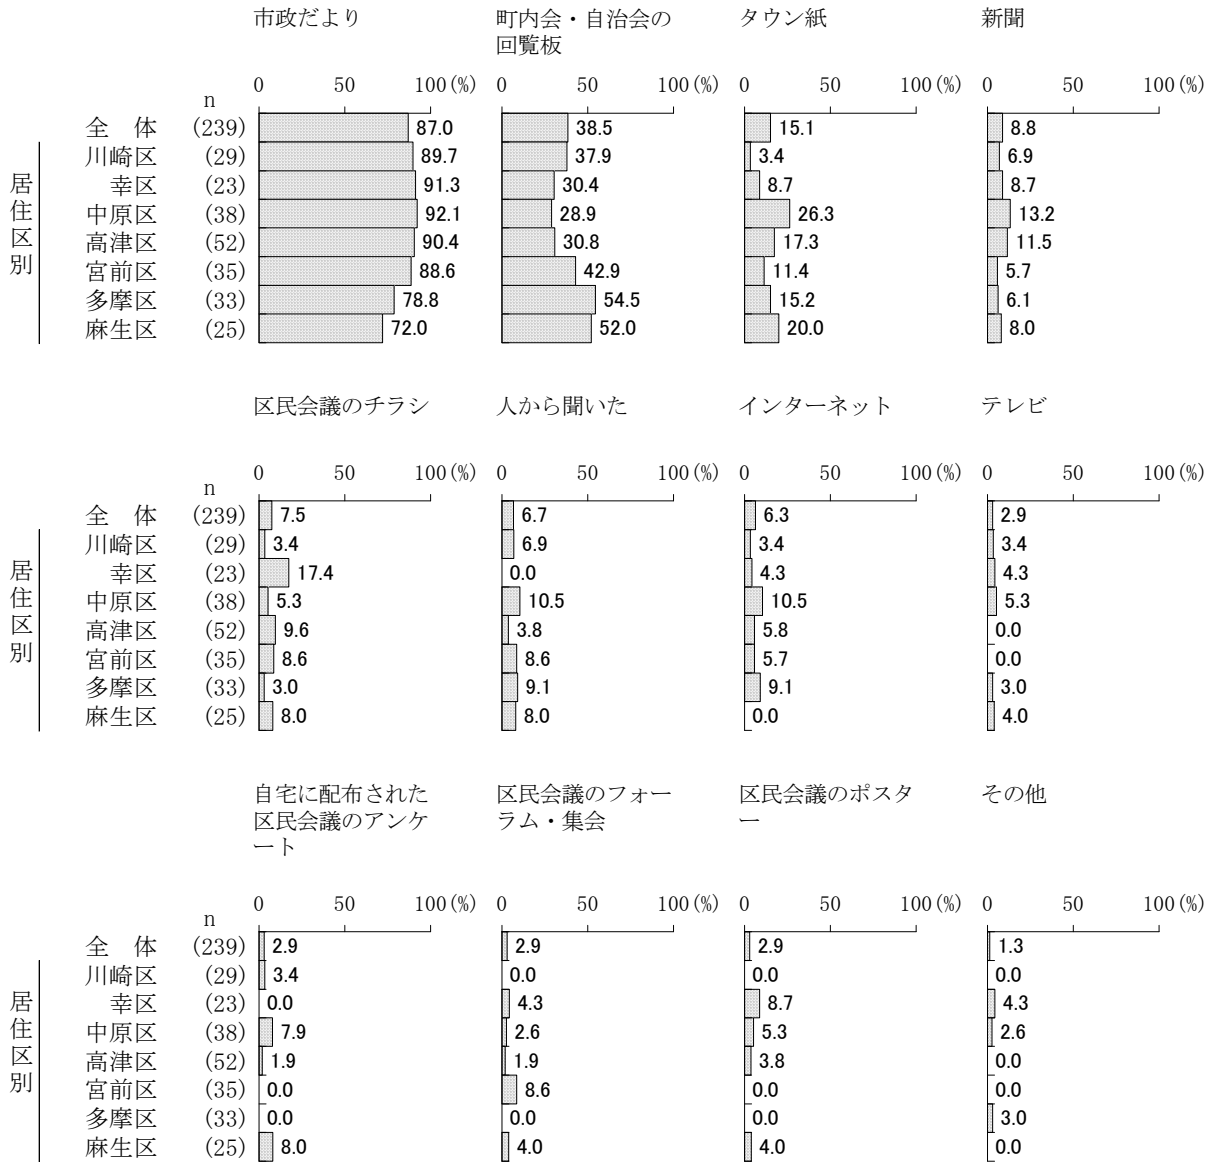 市政だより 町内会・自治会の タウン紙 新聞
回覧板
0 50 100(%) 0 50 100(%) 0 50 100(%) 0 50 100(%)
n
全 体 (239) 87.0 38.5 15.1 8.8
川崎区 (29) 89.7 37.9 3.4 6.9
幸区 (23) 91.3 30.4 8.7 8.7
中原区 (38) 92.1 28.9 26.3 13.2
高津区 (52) 90.4 30.8 17.3 11.5
宮前区 (35) 88.6 42.9 11.4 5.7
多摩区 (33) 78.8 54.5 15.2 6.1
麻生区 (25) 72.0 52.0 20.0 8.0
居住区別
区民会議のチラシ 人から聞いた インターネット テレビ
0 50 100(%) 0 50 100(%) 0 50 100(%) 0 50 100(%)
n
全 体 (239) 7.5 6.7 6.3 2.9
川崎区 (29) 3.4 6.9 3.4 3.4
幸区 (23) 17.4 0.0 4.3 4.3
中原区 (38) 5.3 10.5 10.5 5.3
高津区 (52) 9.6 3.8 5.8 0.0
宮前区 (35) 8.6 8.6 5.7 0.0
多摩区 (33) 3.0 9.1 9.1 3.0
麻生区 (25) 8.0 8.0 0.0 4.0
居住区別
自宅に配布された 区民会議のフォー 区民会議のポスタ その他
区民会議のアンケ ラム・集会 ー
ート
0 50 100(%) 0 50 100(%) 0 50 100(%) 0 50 100(%)
n
全 体 (239) 2.9 2.9 2.9 1.3
川崎区 (29) 3.4 0.0 0.0 0.0
幸区 (23) 0.0 4.3 8.7 4.3
中原区 (38) 7.9 2.6 5.3 2.6
高津区 (52) 1.9 1.9 3.8 0.0
宮前区 (35) 0.0 8.6 0.0 0.0
多摩区 (33) 0.0 0.0 0.0 3.0
麻生区 (25) 8.0 4.0 4.0 0.0
居住区別